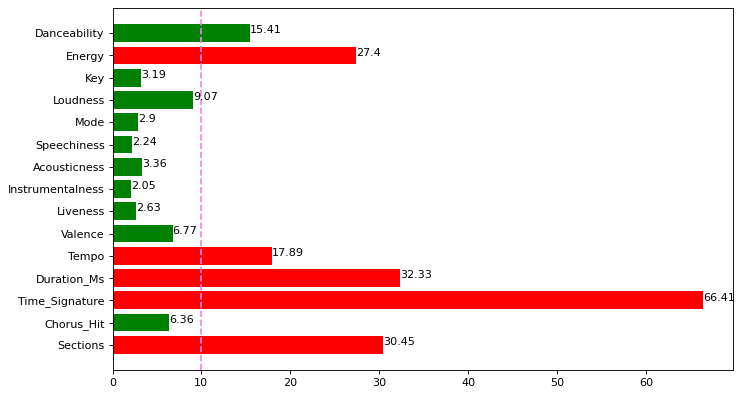 Danceability 15.41
Energy 27.4
Key 3.19
Loudness 9.07
Mode 2.9
Speechiness 2.24
Acousticness 3.36
Instrumentalness 2.05
Liveness 2.63
Valence 6.77
Tempo 17.89
Duration_Ms 32.33
Time_Signature 66.41
Chorus_Hit 6.36
Sections 30.45
0 10 20 30 40 50 60